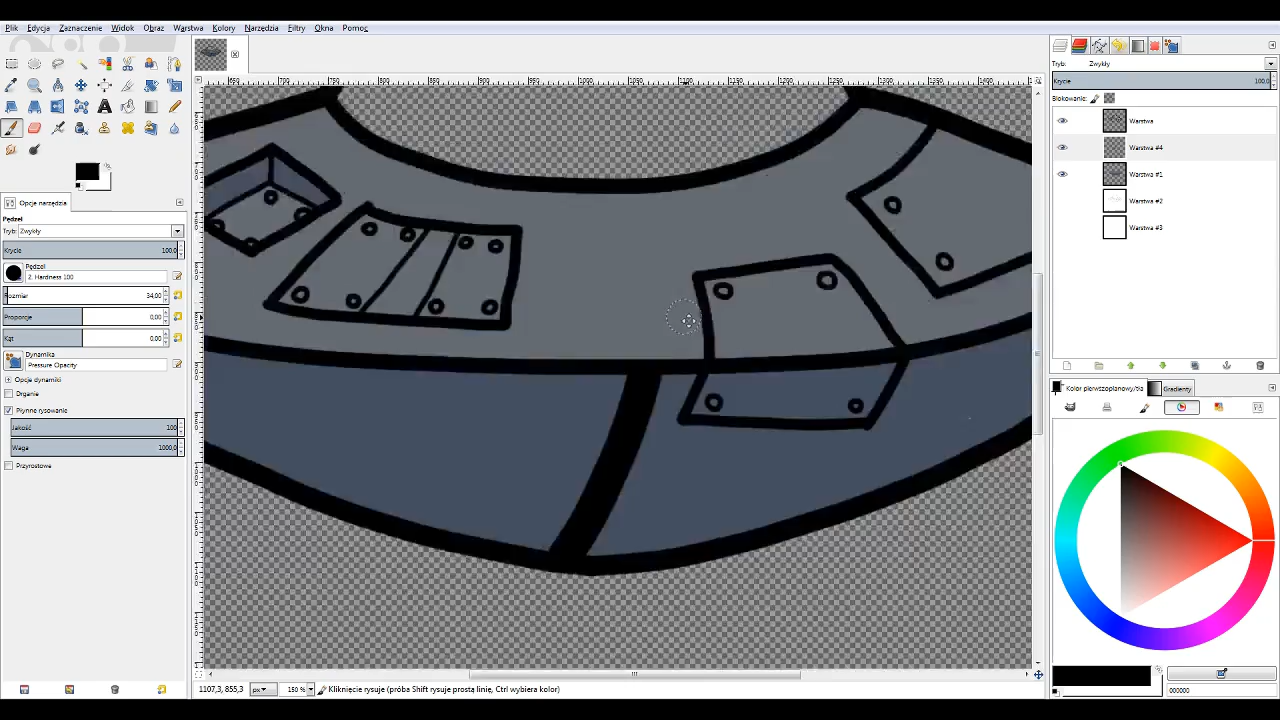 Plik Edycja Zaznaczenie Widok Obraz Warstwa Kolory Narzędzia Filtry Okna Pomoc
Opcje narzędzia
Pędzel
Tryb: Zwykły
Krycie 100,0
Pędzel
2. Hardness 100
Rozmiar 34,00
Proporcje 0,00
Kąt 0,00
Dynamika
Pressure Opacity
Opcje dynamiki
Drganie
Płynne rysowanie
Jakość 100
Waga 1000,0
Przyrostowe
1107,3, 855,3 px 150 % Kliknięcie rysuje (próba Shift rysuje prostą linię, Ctrl wybiera kolor)
Tryb: Zwykły
Krycie 100,0
Blokowanie:
Warstwa
Warstwa #4
Warstwa #1
Warstwa #2
Warstwa #3
Kolor pierwszoplanowy/tła Gradienty
000000